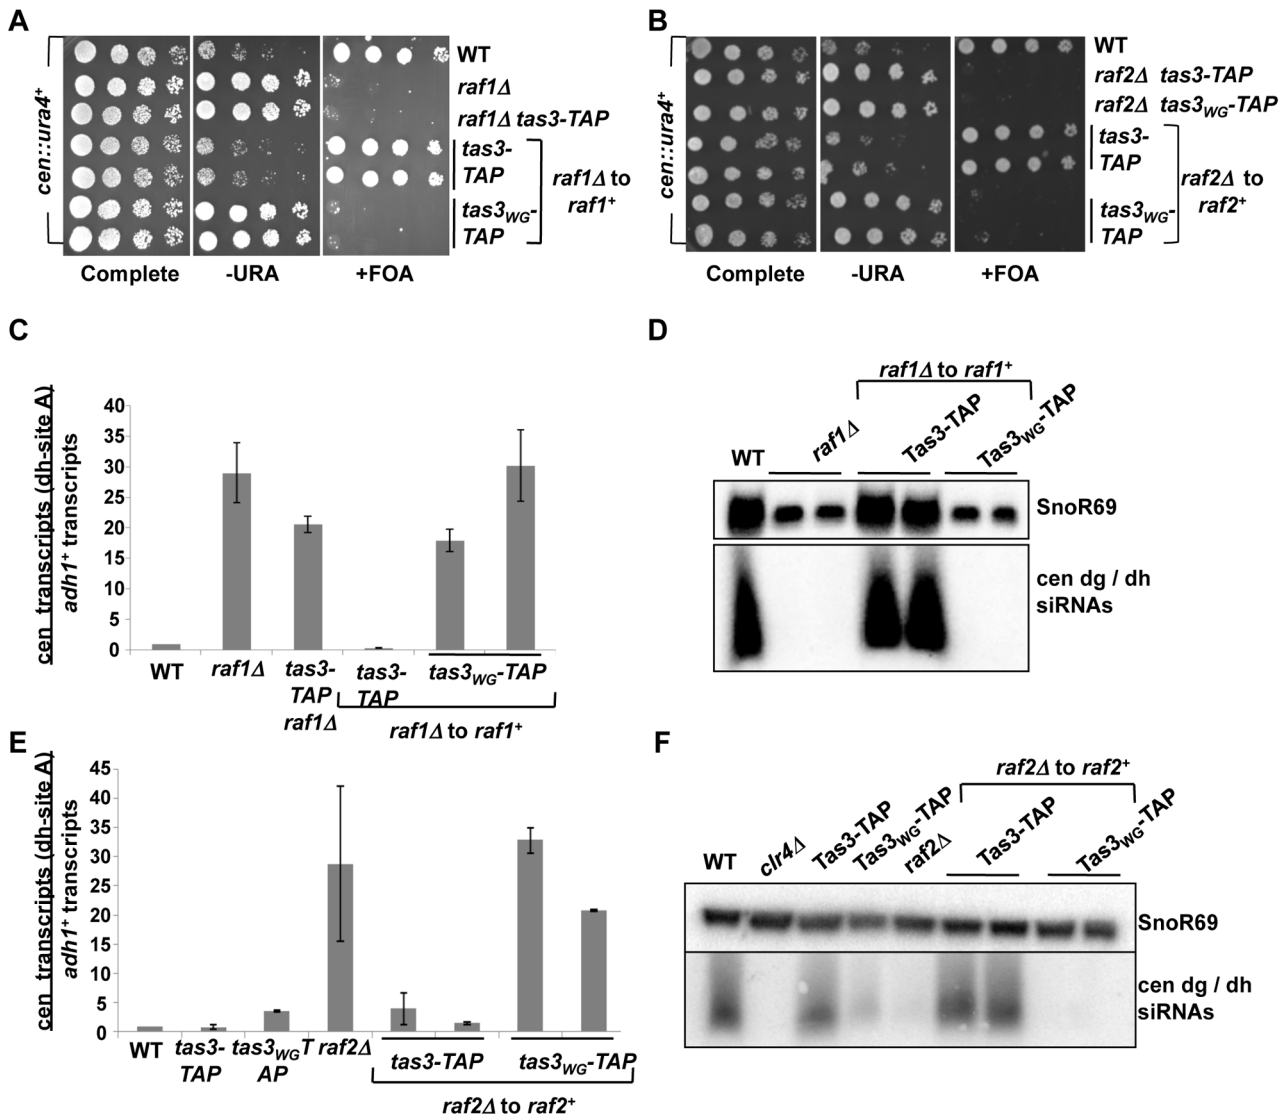 A
cen::ura4+
WT
raf1Δ
raf1Δ tas3-TAP
tas3-
TAP
tas3WG-
TAP
raf1Δ to
raf1+
Complete
-URA
+FOA
B
cen::ura4+
WT
raf2Δ tas3-TAP
raf2Δ tas3WG-TAP
tas3-
TAP
tas3WG-
TAP
raf2Δ to
raf2+
Complete
-URA
+FOA
C
cen transcripts (dh-site A)
adh1+ transcripts
40
35
30
25
20
15
10
5
0
WT
raf1Δ
tas3-
TAP
raf1Δ
tas3-
TAP
tas3WG-TAP
raf1Δ to raf1+
D
raf1Δ to raf1+
WT
raf1Δ
Tas3-TAP
Tas3WG-TAP
SnoR69
cen dg / dh
siRNAs
E
cen transcripts (dh-site A)
adh1+ transcripts
45
40
35
30
25
20
15
10
5
0
WT
tas3-
TAP
tas3WGT
AP
raf2Δ
tas3-TAP
tas3WG-TAP
raf2Δ to raf2+
F
raf2Δ to raf2+
WT
clr4Δ
Tas3-TAP
Tas3WG-TAP
raf2Δ
Tas3-TAP
Tas3WG-TAP
SnoR69
cen dg / dh
siRNAs